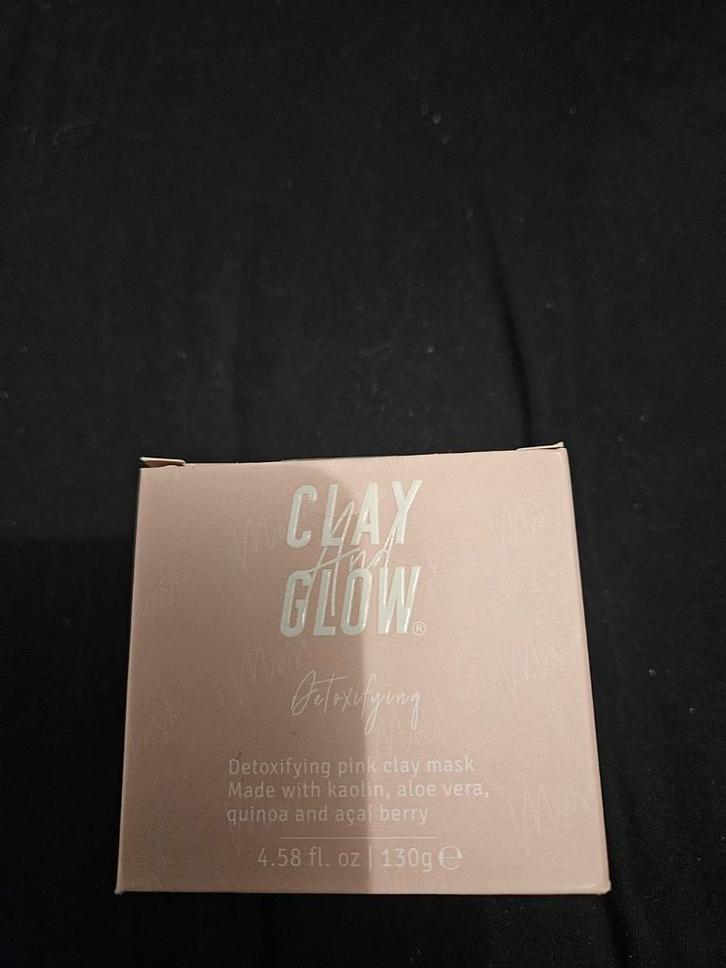 CLAY
And
GLOW®
Detoxifying
Detoxifying pink clay mask
Made with kaolin, aloe vera,
quinoa and açaí berry
4.58 fl. oz | 130g ℮